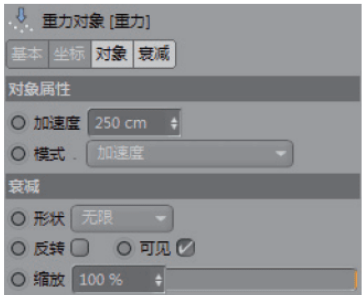 重力对象 [重力]
基本 坐标 对象 衰减
对象属性
加速度 250 cm
模式 . 加速度
衰减
形状 无限
反转 可见
缩放 100 %